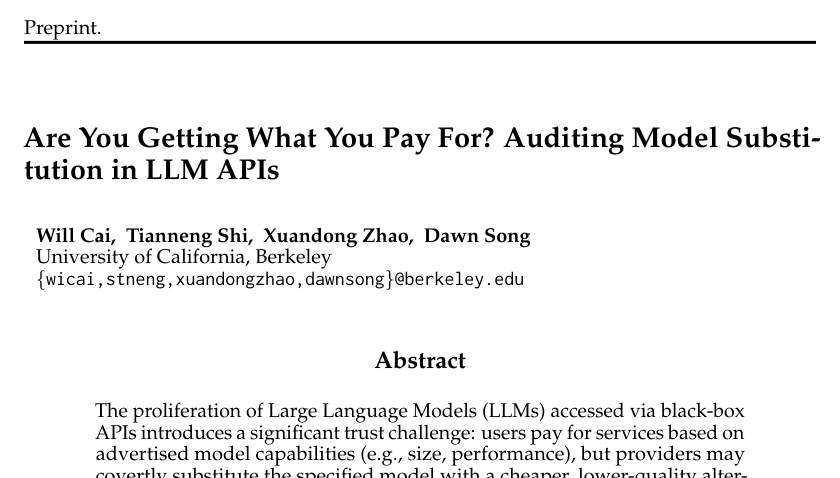 Preprint.
Are You Getting What You Pay For? Auditing Model Substi-
tution in LLM APIs
Will Cai, Tianneng Shi, Xuandong Zhao, Dawn Song
University of California, Berkeley
{wicai,stneng,xuandongzhao,dawnsong}@berkeley.edu
Abstract
The proliferation of Large Language Models (LLMs) accessed via black-box
APIs introduces a significant trust challenge: users pay for services based on
advertised model capabilities (e.g., size, performance), but providers may
covertly substitute the specified model with a cheaper, lower-quality alter-